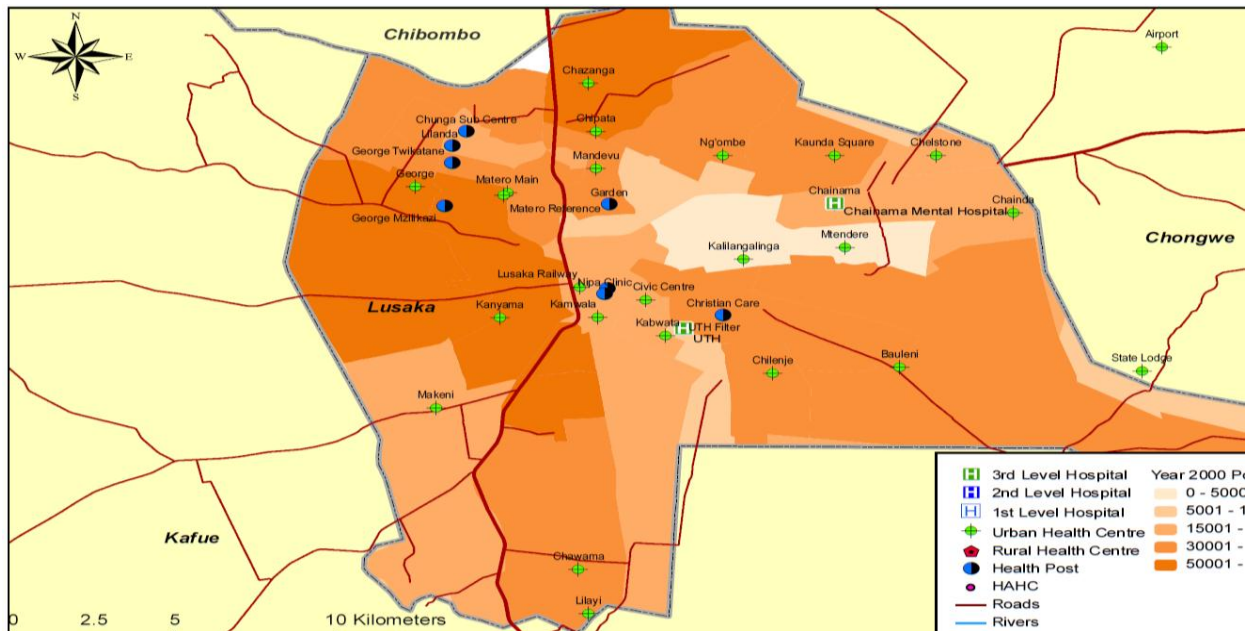 N
W E
S
Chibombo
Airport
Chazanga
Chunga Sub Centre
Chipata
Lilanda
George Twikatane
Mandevu
Ng'ombe
Kaunda Square
Chelstone
George
Matero Main
Garden
Chainama
H
Matero Reference
Chainama Mental Hospital
Chainda
George Mzilikazi
Mtendere
Chongwe
Kalilangalinga
Lusaka Railway
Nipa Clinic
Civic Centre
Christian Care
Lusaka
Kanyama
Kamwala
Kabwata
H
UTH Filter
UTH
Chilenje
Bauleni
State Lodge
Makeni
Kafue
Chawama
Lilayi
0 2.5 5 10 Kilometers
H 3rd Level Hospital
H 2nd Level Hospital
H 1st Level Hospital
Urban Health Centre
Rural Health Centre
Health Post
HAHC
Roads
Rivers
Year 2000 Po
0 - 5000
5001 - 1
15001 -
30001 -
50001 -